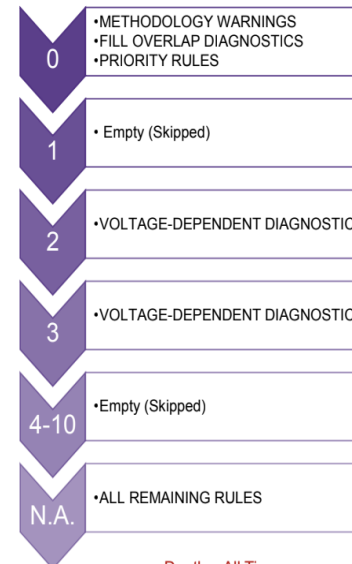 0
•METHODOLOGY WARNINGS
•FILL OVERLAP DIAGNOSTICS
•PRIORITY RULES
1
• Empty (Skipped)
2
•VOLTAGE-DEPENDENT DIAGNOSTIC
3
•VOLTAGE-DEPENDENT DIAGNOSTIC
4-10
•Empty (Skipped)
N.A.
•ALL REMAINING RULES